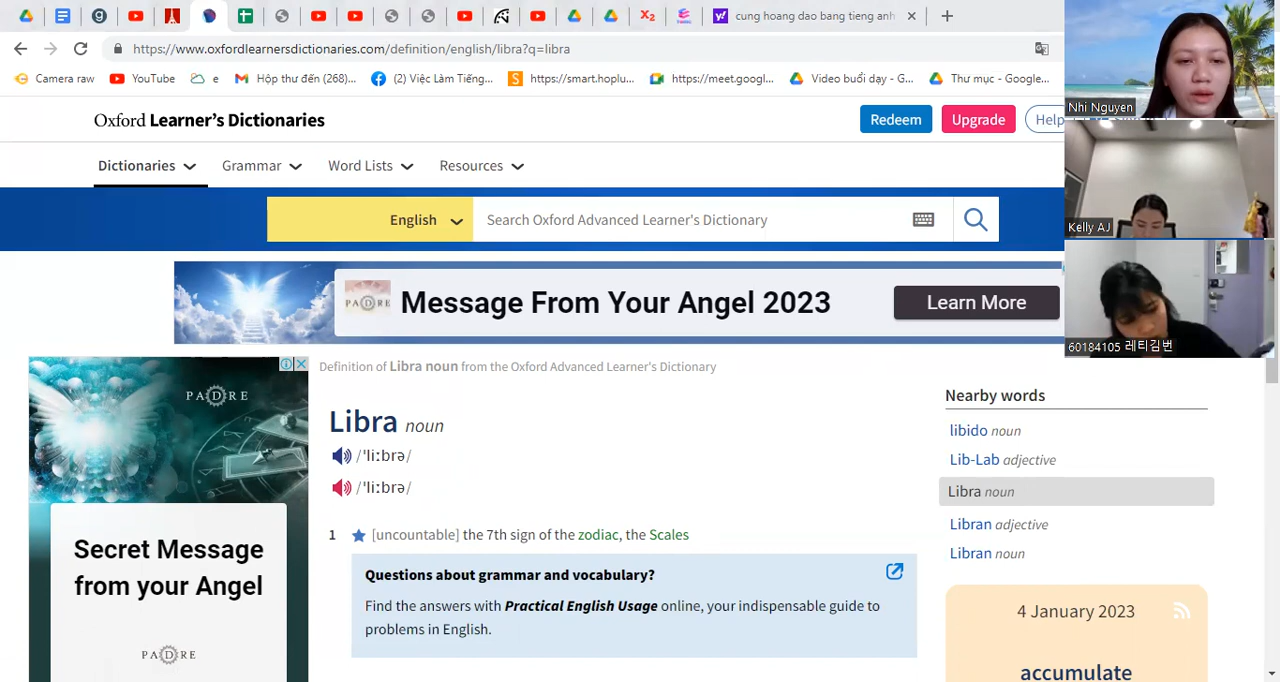 cung hoang dao bang tieng anh
https://www.oxfordlearnersdictionaries.com/definition/english/libra?q=libra
Camera raw
YouTube
e
Hộp thư đến (268)...
(2) Việc Làm Tiếng...
https://smart.hoplu...
https://meet.googl...
Video buổi dạy - G...
Thư mục - Google...
Oxford Learner's Dictionaries
Redeem
Upgrade
Help
Dictionaries
Grammar
Word Lists
Resources
English
Search Oxford Advanced Learner's Dictionary
PADRE
Message From Your Angel 2023
Learn More
Nhi Nguyen
Kelly AJ
60184105 레티김번
PADRE
Secret Message
from your Angel
PADRE
Definition of Libra noun from the Oxford Advanced Learner's Dictionary
Libra noun
/ˈliːbrə/
/ˈliːbrə/
1 [uncountable] the 7th sign of the zodiac, the Scales
Questions about grammar and vocabulary?
Find the answers with Practical English Usage online, your indispensable guide to
problems in English.
Nearby words
libido noun
Lib-Lab adjective
Libra noun
Libran adjective
Libran noun
4 January 2023
accumulate